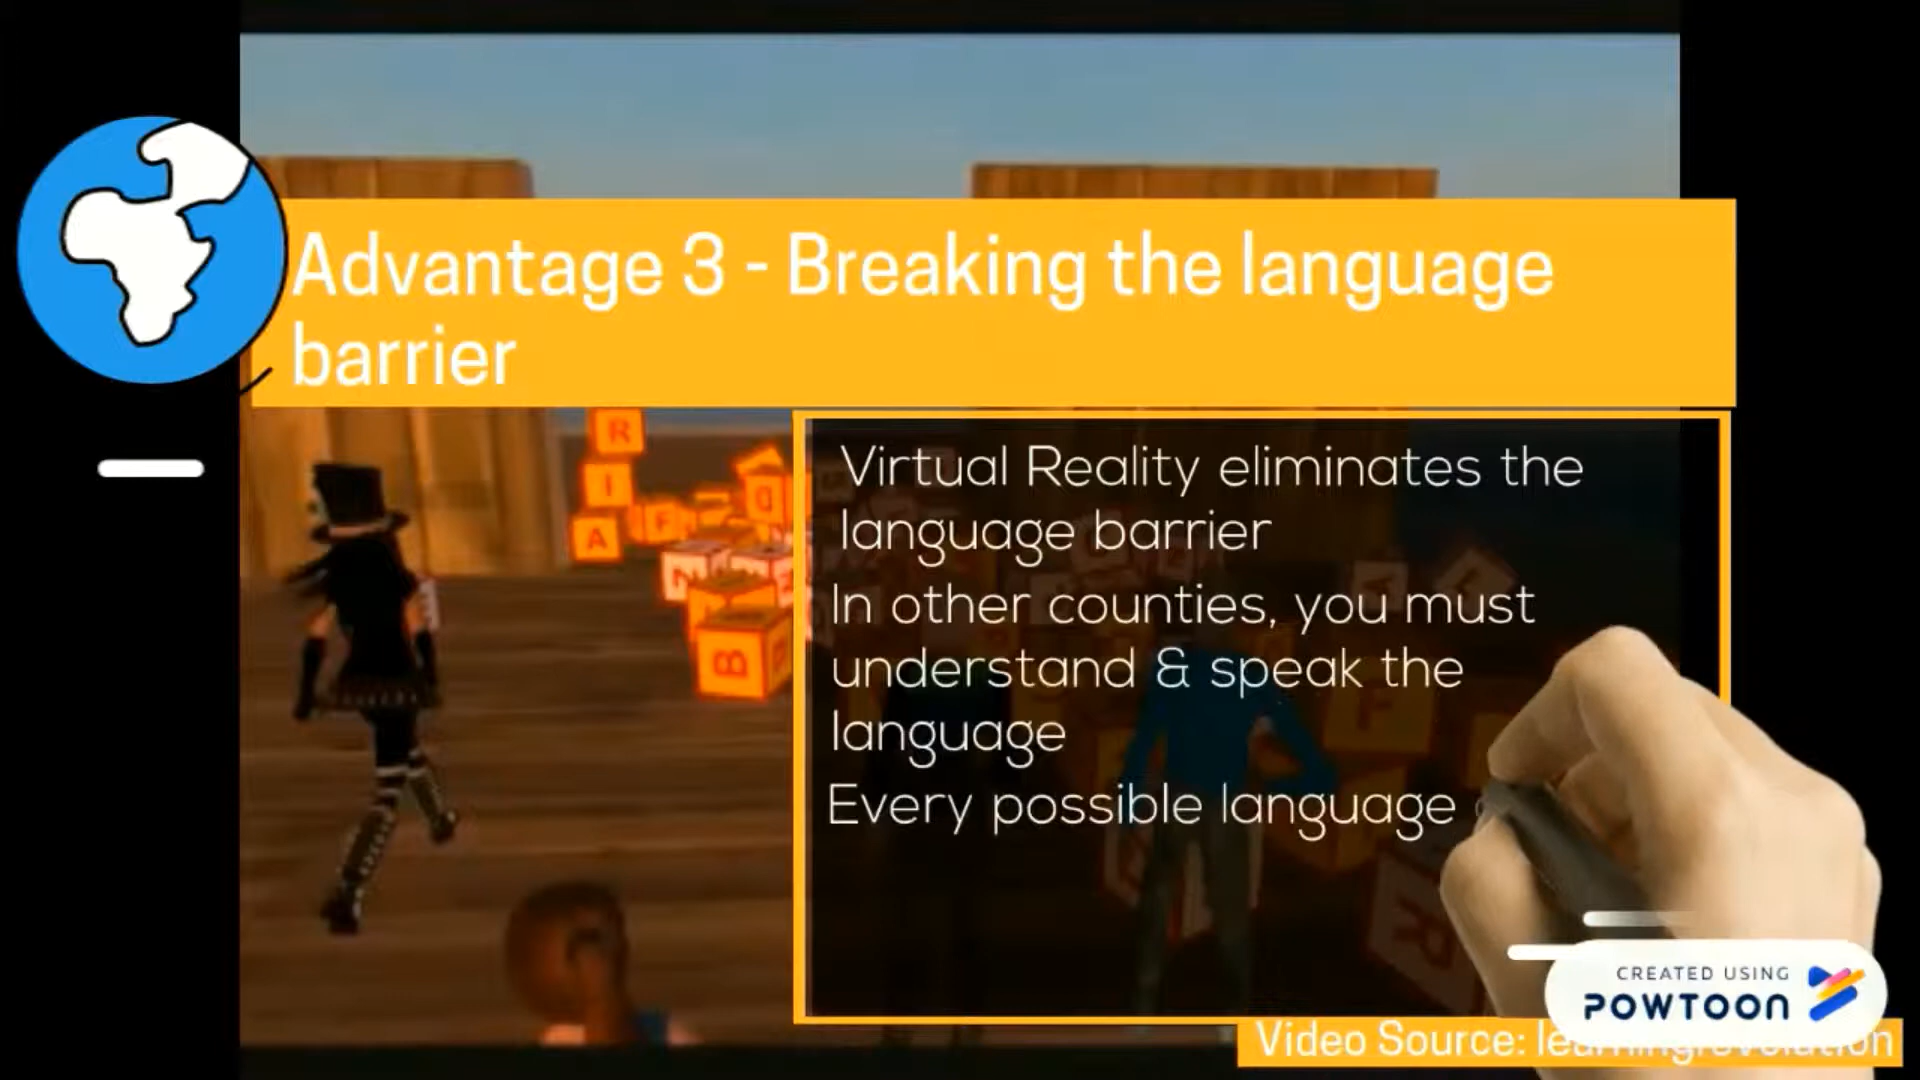 Advantage 3 - Breaking the language
barrier
R
I
A
F
D
Z
B
Virtual Reality eliminates the
language barrier
In other counties, you must
understand & speak the
language
Every possible language
CREATED USING
POWTOON
Video Source: learningrevolution